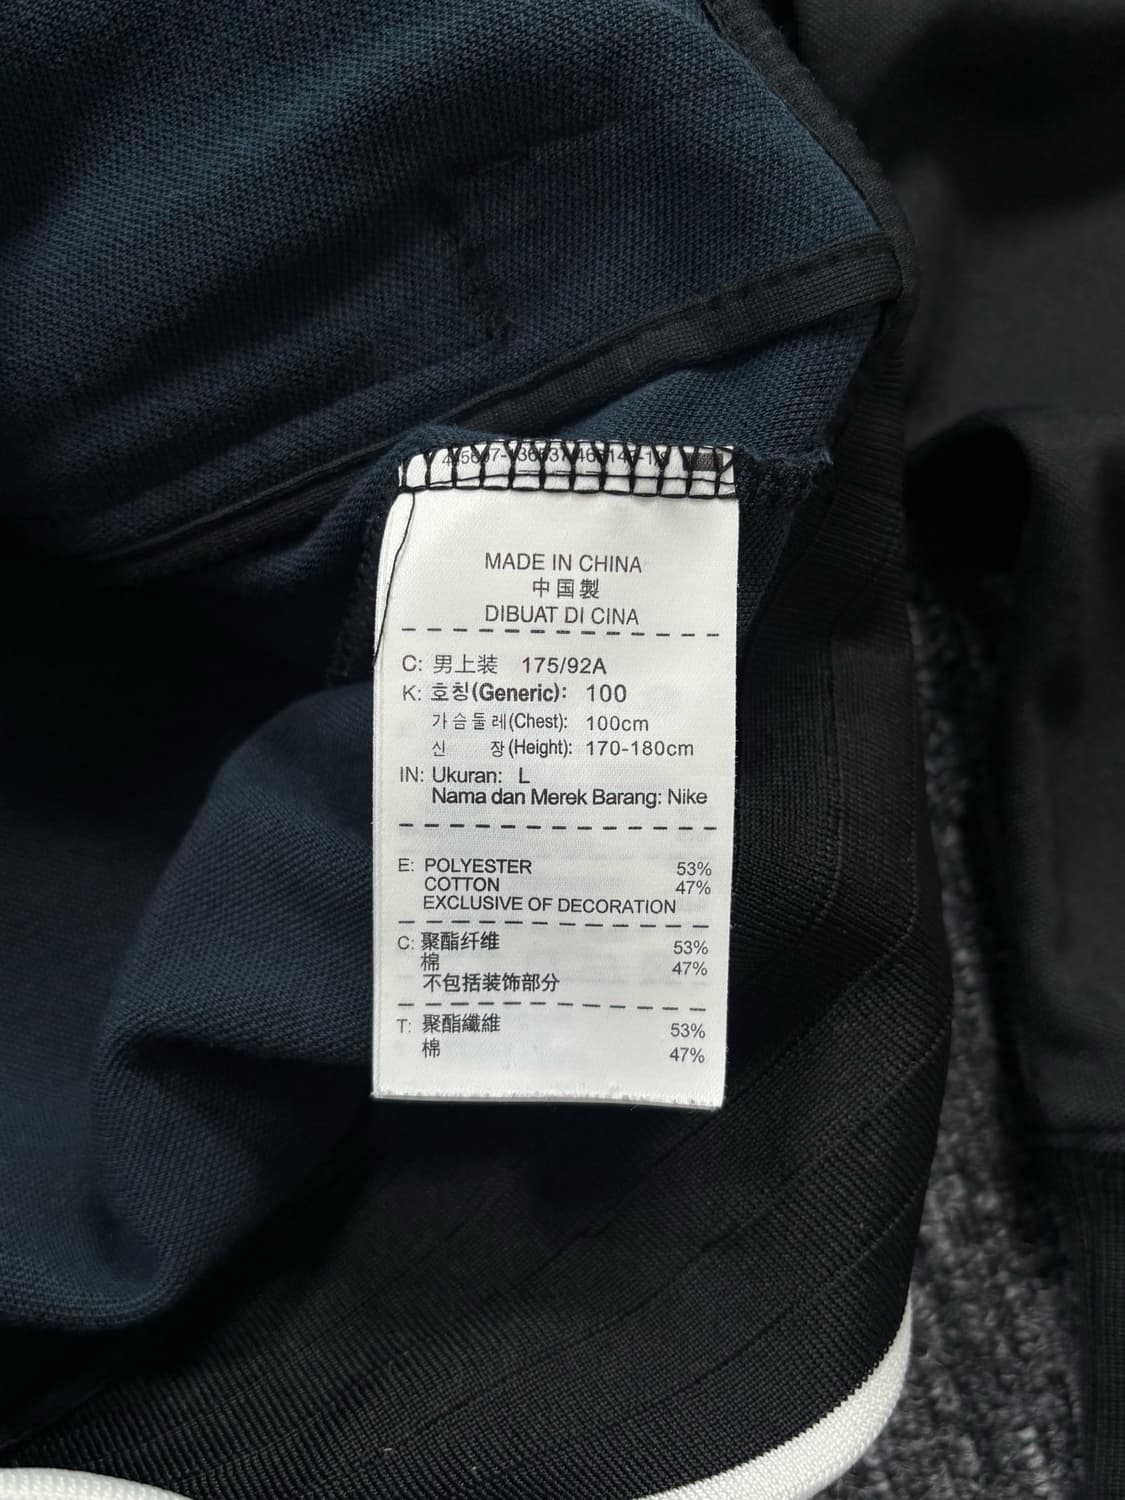 MADE IN CHINA
中国製
DIBUAT DI CINA
C: 男上装 175/92A
K: 호칭(Generic): 100
가슴둘레(Chest): 100cm
신 장(Height): 170-180cm
IN: Ukuran: L
Nama dan Merek Barang: Nike
E: POLYESTER 53%
COTTON 47%
EXCLUSIVE OF DECORATION
C: 聚酯纤维 53%
棉 47%
不包括装饰部分
T: 聚酯纖維 53%
棉 47%